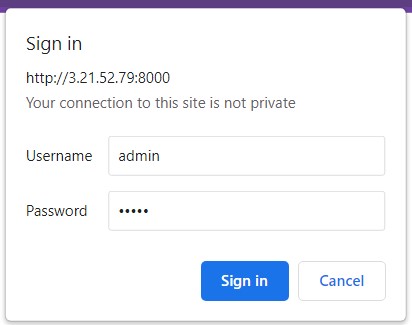 Sign in
http://3.21.52.79:8000
Your connection to this site is not private
Username admin
Password •••••
Sign in Cancel